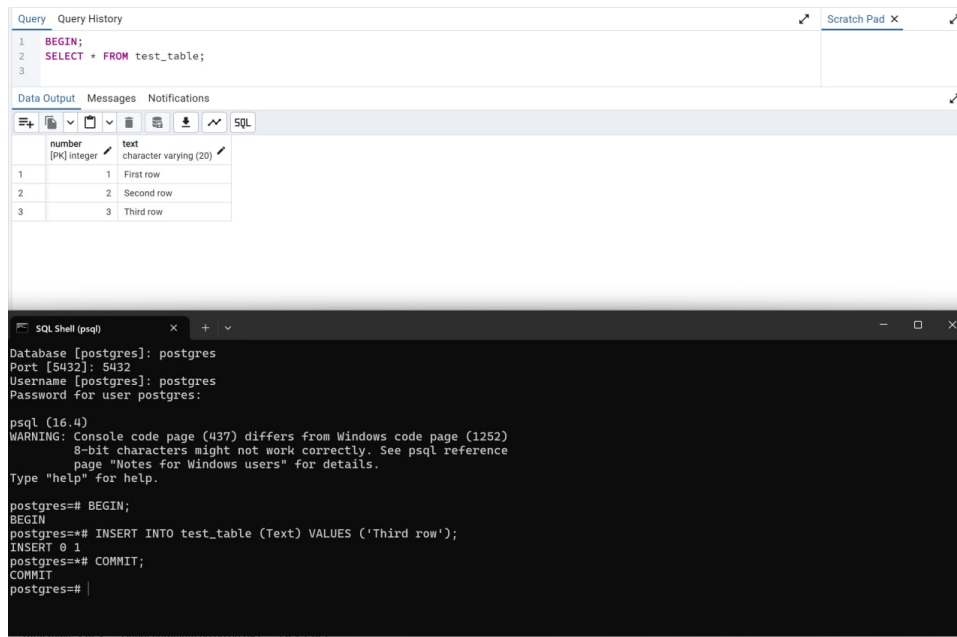 Query Query History Scratch Pad
1 BEGIN;
2 SELECT * FROM test_table;
3
Data Output Messages Notifications
SQL
number text
[PK] integer character varying (20)
1 1 First row
2 2 Second row
3 3 Third row
SQL Shell (psql)
Database [postgres]: postgres
Port [5432]: 5432
Username [postgres]: postgres
Password for user postgres:
psql (16.4)
WARNING: Console code page (437) differs from Windows code page (1252)
8-bit characters might not work correctly. See psql reference
page "Notes for Windows users" for details.
Type "help" for help.
postgres=# BEGIN;
BEGIN
postgres=*# INSERT INTO test_table (Text) VALUES ('Third row');
INSERT 0 1
postgres=*# COMMIT;
COMMIT
postgres=#